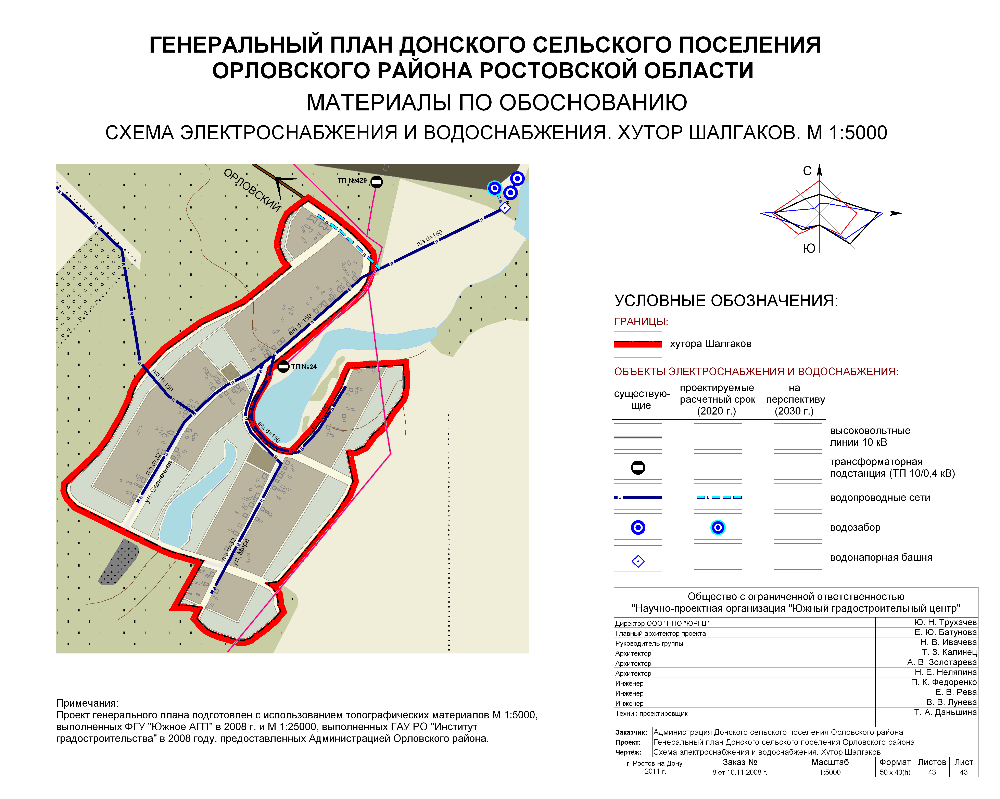 ГЕНЕРАЛЬНЫЙ ПЛАН ДОНСКОГО СЕЛЬСКОГО ПОСЕЛЕНИЯ
ОРЛОВСКОГО РАЙОНА РОСТОВСКОЙ ОБЛАСТИ
МАТЕРИАЛЫ ПО ОБОСНОВАНИЮ
СХЕМА ЭЛЕКТРОСНАБЖЕНИЯ И ВОДОСНАБЖЕНИЯ. ХУТОР ШАЛГАКОВ. М 1:5000
ОРЛОВСКИЙ
ТП №429
п/э d=150
а/ц d=150
ТП №24
п/э d=150
а/ц d=150
а/ц d=150
п/э d=32
ул. Солнечная
п/э d=32
ул. Мира
С
Ю
УСЛОВНЫЕ ОБОЗНАЧЕНИЯ:
ГРАНИЦЫ:
хутора Шалгаков
ОБЪЕКТЫ ЭЛЕКТРОСНАБЖЕНИЯ И ВОДОСНАБЖЕНИЯ:
существую-
щие
проектируемые
расчетный срок
(2020 г.)
на
перспективу
(2030 г.)
высоковольтные
линии 10 кВ
трансформаторная
подстанция (ТП 10/0,4 кВ)
В
В
водопроводные сети
водозабор
водонапорная башня
Общество с ограниченной ответственностью
"Научно-проектная организация "Южный градостроительный центр"
Директор ООО "НПО "ЮРГЦ" Ю. Н. Трухачев
Главный архитектор проекта Е. Ю. Батунова
Руководитель группы Н. В. Ивачева
Архитектор Т. З. Калинец
Архитектор А. В. Золотарева
Архитектор Н. Е. Неляпина
Инженер П. К. Федоренко
Инженер Е. В. Рева
Инженер В. В. Лунева
Техник-проектировщик Т. А. Даньшина
Заказчик: Администрация Донского сельского поселения Орловского района
Проект: Генеральный план Донского сельского поселения Орловского района
Чертёж: Схема электроснабжения и водоснабжения. Хутор Шалгаков
г. Ростов-на-Дону
2011 г.
Заказ № Масштаб Формат Листов Лист
8 от 10.11.2008 г. 1:5000 50 x 40(h) 43 43
Примечания:
Проект генерального плана подготовлен с использованием топографических материалов М 1:5000,
выполненных ФГУ "Южное АГП" в 2008 г. и М 1:25000, выполненных ГАУ РО "Институт
градостроительства" в 2008 году, предоставленных Администрацией Орловского района.